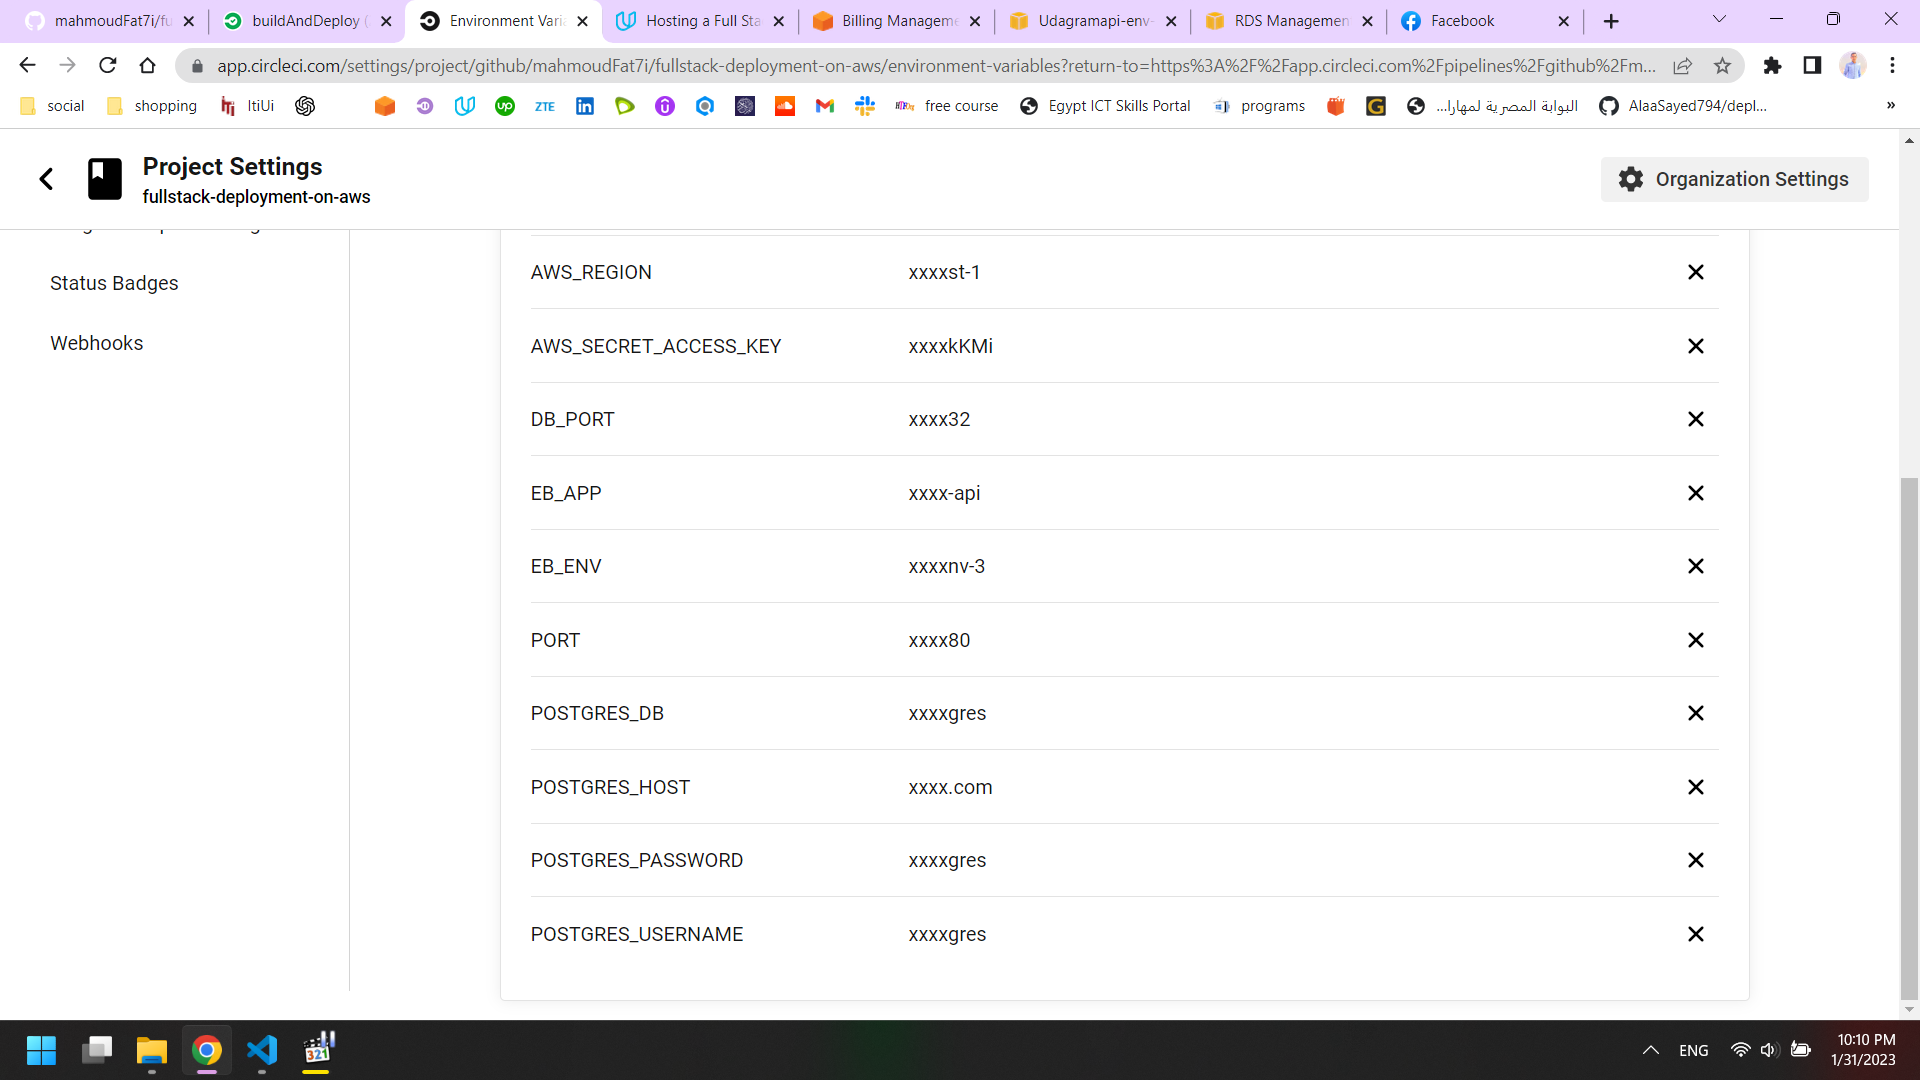 mahmoudFat7i/fu
buildAndDeploy (
Environment Varia
Hosting a Full Sta
Billing Manageme
Udagramapi-env-
RDS Managemen
Facebook
app.circleci.com/settings/project/github/mahmoudFat7i/fullstack-deployment-on-aws/environment-variables?return-to=https%3A%2F%2Fapp.circleci.com%2Fpipelines%2Fgithub%2Fm...
social
shopping
ItiUi
up
ZTE
in
free course
Egypt ICT Skills Portal
programs
G
البوابة المصرية لمهارا...
AlaaSayed794/depl...
»
Project Settings
fullstack-deployment-on-aws
Organization Settings
Status Badges
Webhooks
AWS_REGION xxxxst-1
AWS_SECRET_ACCESS_KEY xxxxkKMi
DB_PORT xxxx32
EB_APP xxxx-api
EB_ENV xxxxnv-3
PORT xxxx80
POSTGRES_DB xxxxgres
POSTGRES_HOST xxxx.com
POSTGRES_PASSWORD xxxxgres
POSTGRES_USERNAME xxxxgres
321
ENG
10:10 PM
1/31/2023